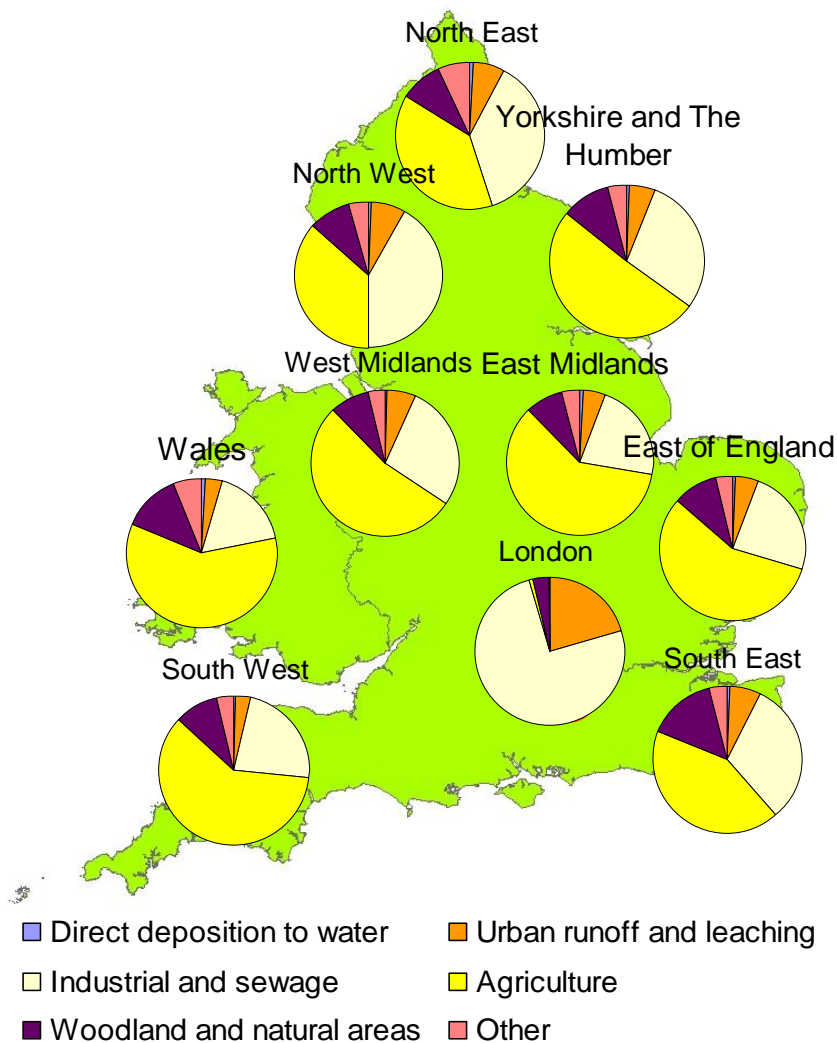 North East
Yorkshire and The
Humber
North West
West Midlands
East Midlands
Wales
East of England
London
South West
South East
Direct deposition to water
Urban runoff and leaching
Industrial and sewage
Agriculture
Woodland and natural areas
Other